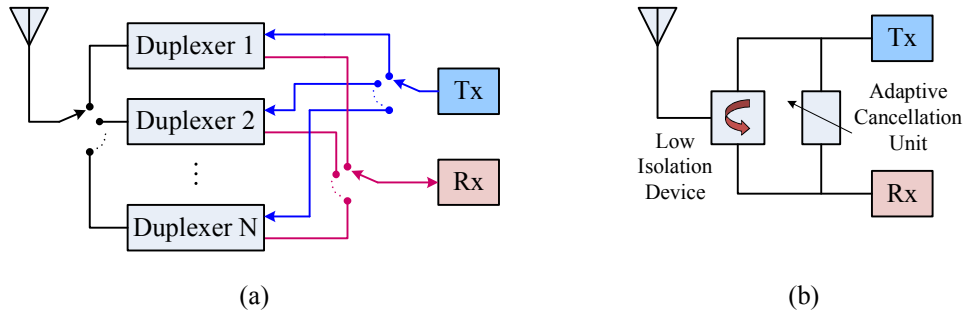 Duplexer 1
Duplexer 2
Duplexer N
Tx
Rx
(a)
Tx
Adaptive
Cancellation
Unit
Low
Isolation
Device
Rx
(b)